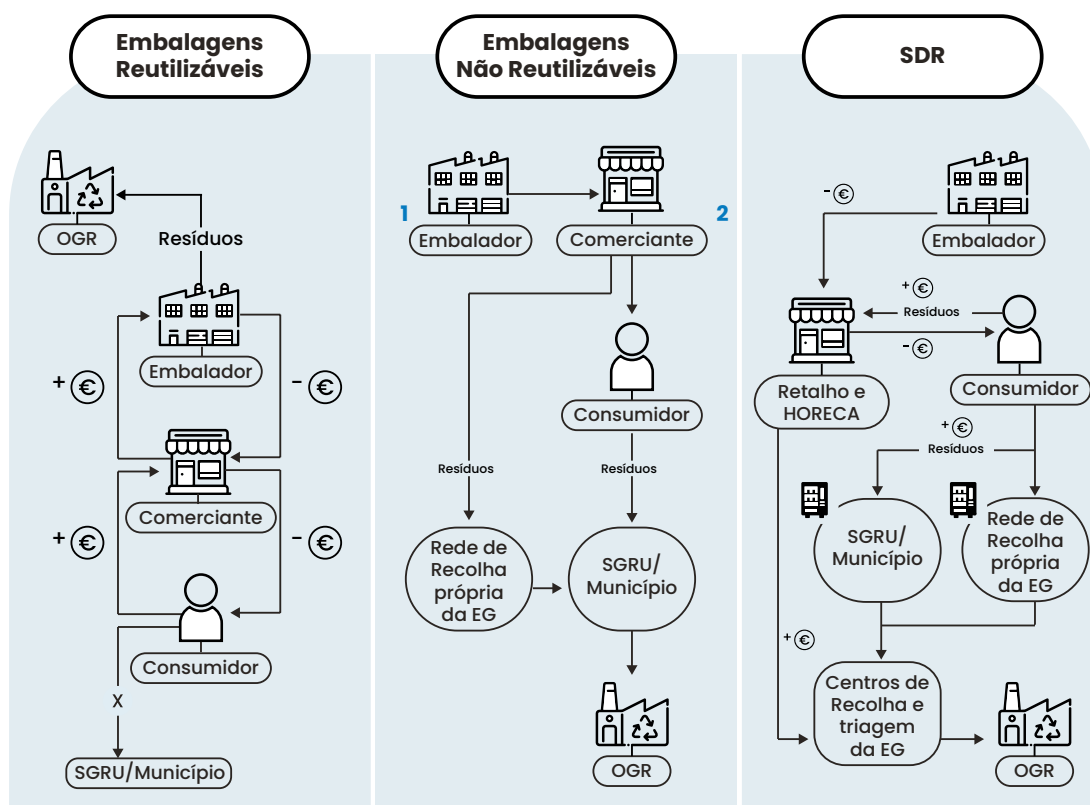 Embalagens
Reutilizáveis
OGR
Resíduos
Embalador
+ €
- €
Comerciante
+ €
- €
Consumidor
X
SGRU/Município
Embalagens
Não Reutilizáveis
1
2
Embalador
Comerciante
Consumidor
Resíduos
Resíduos
Rede de
Recolha
própria
da EG
SGRU/
Município
OGR
SDR
- €
Embalador
+ €
Resíduos
- €
Retalho e
HORECA
Consumidor
+ €
Resíduos
SGRU/
Município
Rede de
Recolha
própria
da EG
+ €
Centros de
Recolha e
triagem
da EG
OGR